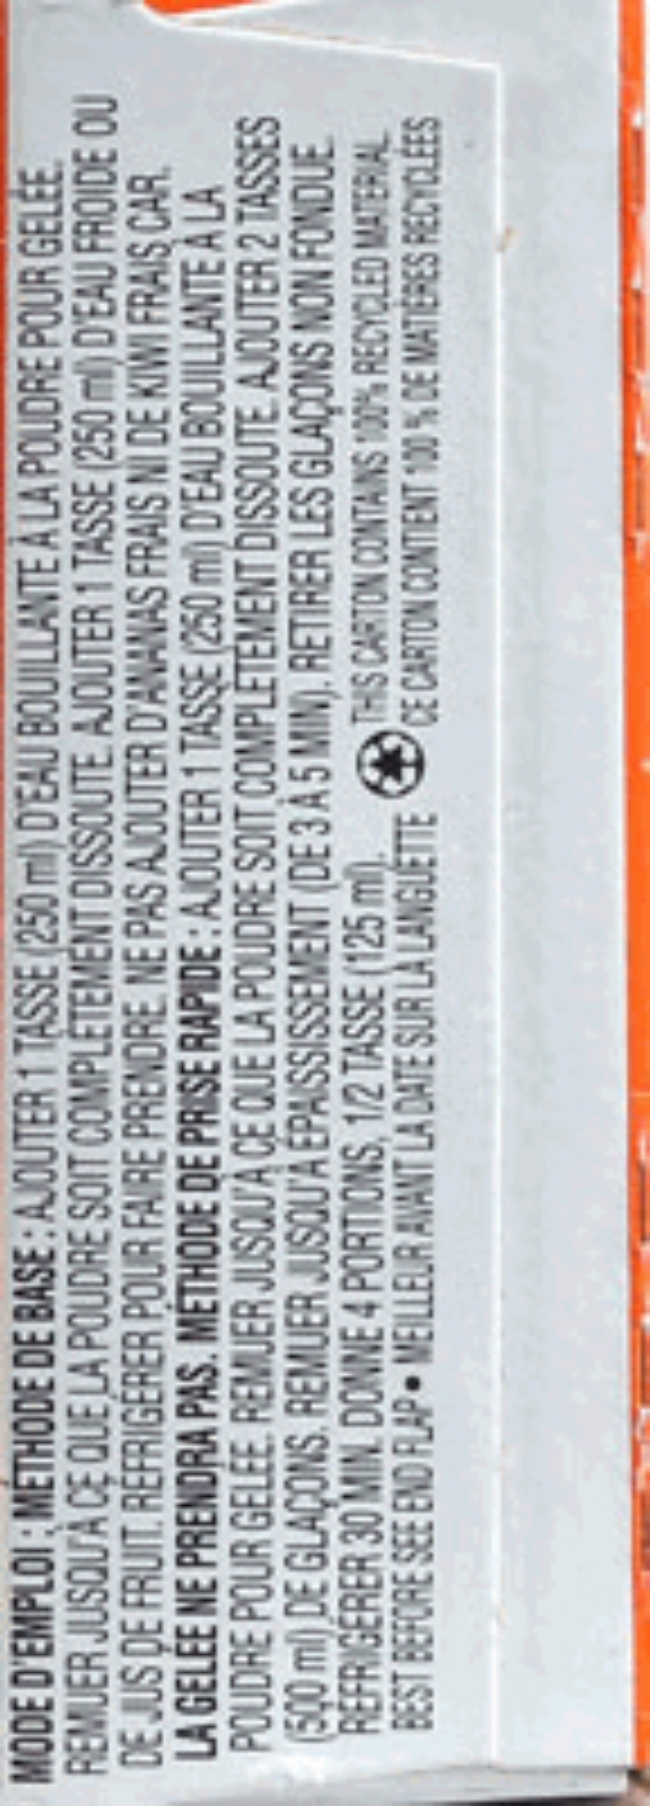 MODE D'EMPLOI : MÉTHODE DE BASE : AJOUTER 1 TASSE (250 ml) D'EAU BOUILLANTE À LA POUDRE POUR GELÉE.
REMUER JUSQU'À CE QUE LA POUDRE SOIT COMPLÈTEMENT DISSOUTE. AJOUTER 1 TASSE (250 ml) D'EAU FROIDE OU
DE JUS DE FRUIT. RÉFRIGÉRER POUR FAIRE PRENDRE. NE PAS AJOUTER D'ANANAS FRAIS NI DE KIWI FRAIS CAR.
LA GELÉE NE PRENDRA PAS. MÉTHODE DE PRISE RAPIDE : AJOUTER 1 TASSE (250 ml) D'EAU BOUILLANTE À LA
POUDRE POUR GELÉE. REMUER JUSQU'À CE QUE LA POUDRE SOIT COMPLÈTEMENT DISSOUTE. AJOUTER 2 TASSES
(500 ml) DE GLAÇONS. REMUER JUSQU'À ÉPAISSISSEMENT (DE 3 À 5 MIN). RETIRER LES GLAÇONS NON FONDUE.
RÉFRIGÉRER 30 MIN. DONNE 4 PORTIONS, 1/2 TASSE (125 ml).
BEST BEFORE SEE END FLAP • MEILLEUR AVANT LA DATE SUR LA LANGUETTE
THIS CARTON CONTAINS 100% RECYCLED MATERIAL.
CE CARTON CONTIENT 100 % DE MATIÈRES RECYCLÉES